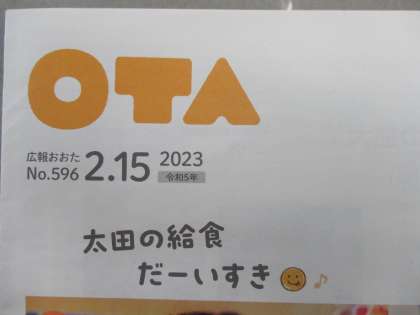 OTA
広報おおた
No.596 2.15 2023
令和5年
太田の給食
だーいすき